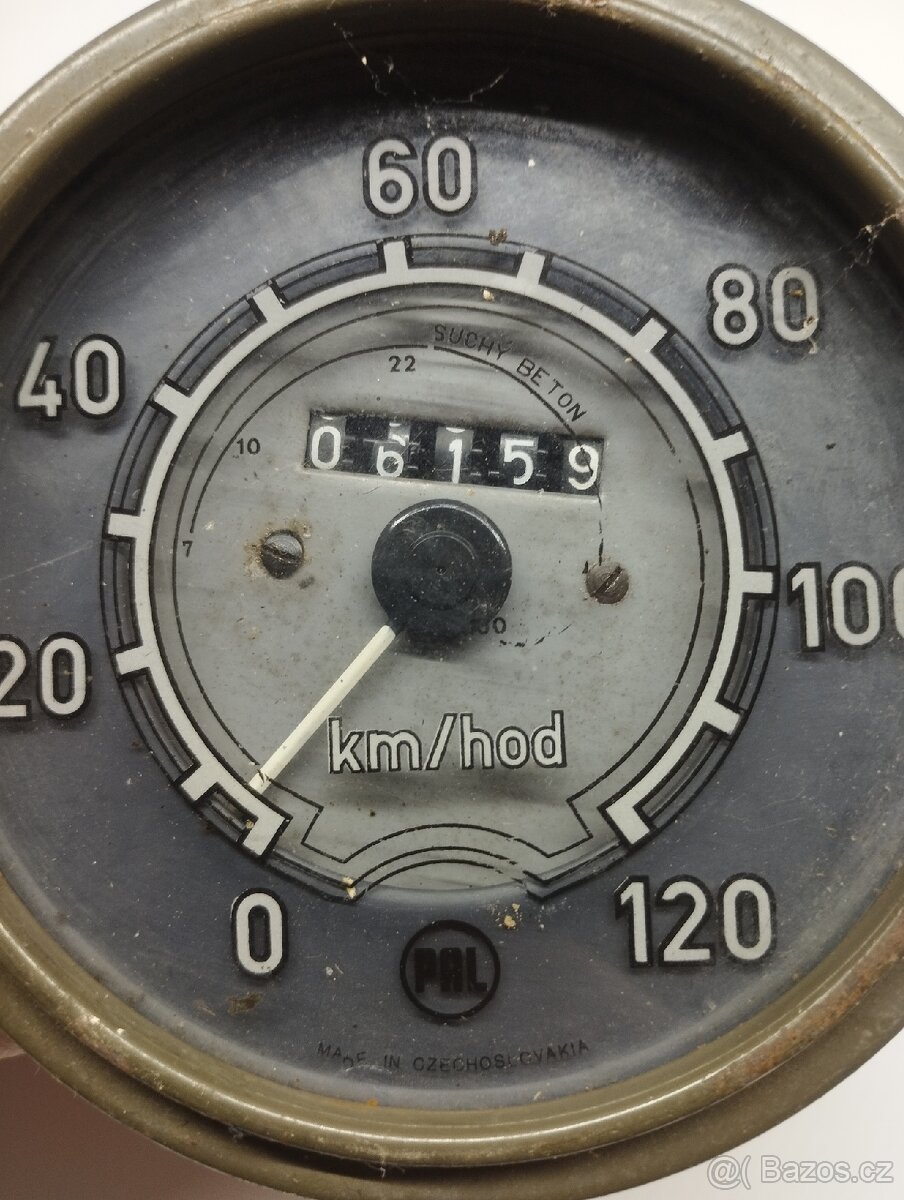 60
80
40
SUCHÝ BETON
22
10
06159
7
100
100
20
km/hod
0
120
PAL
MADE IN CZECHOSLOVAKIA
@( Bazos.cz